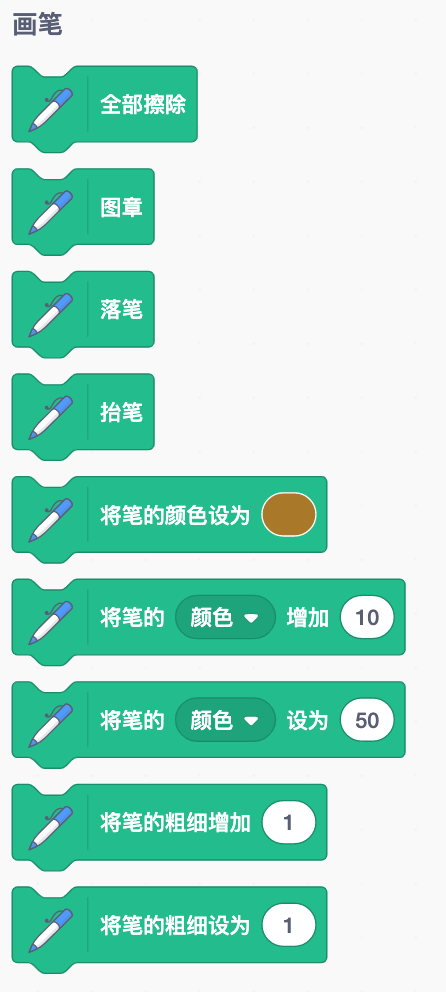 画笔
全部擦除
图章
落笔
抬笔
将笔的颜色设为
将笔的 颜色 增加 10
将笔的 颜色 设为 50
将笔的粗细增加 1
将笔的粗细设为 1